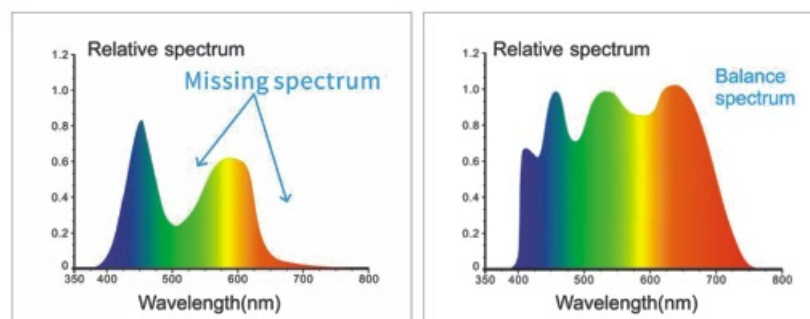 Relative spectrum
Missing spectrum
1.2
1.0
0.8
0.6
0.4
0.2
0
350 400 500 600 700 800
Wavelength(nm)
Relative spectrum
Balance
spectrum
1.2
1.0
0.8
0.6
0.4
0.2
0
350 400 500 600 700 800
Wavelength(nm)